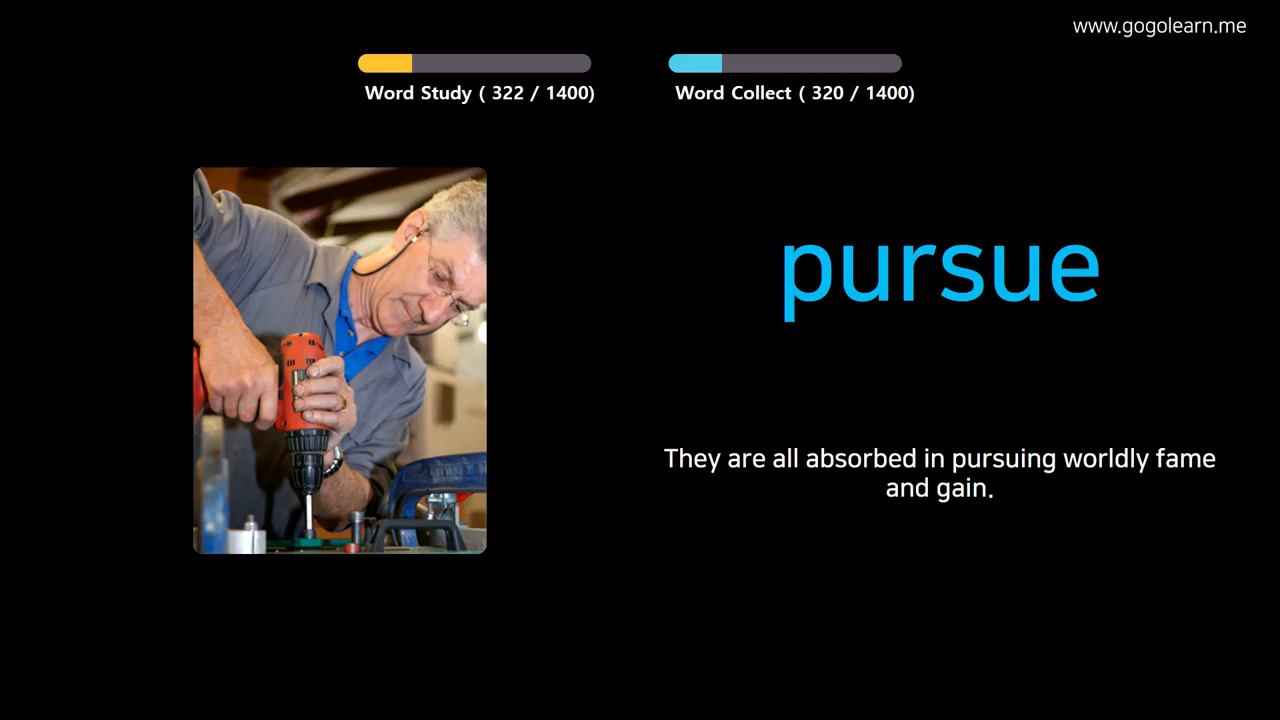 www.gogolearn.me
Word Study ( 322 / 1400)
Word Collect ( 320 / 1400)
pursue
They are all absorbed in pursuing worldly fame
and gain.